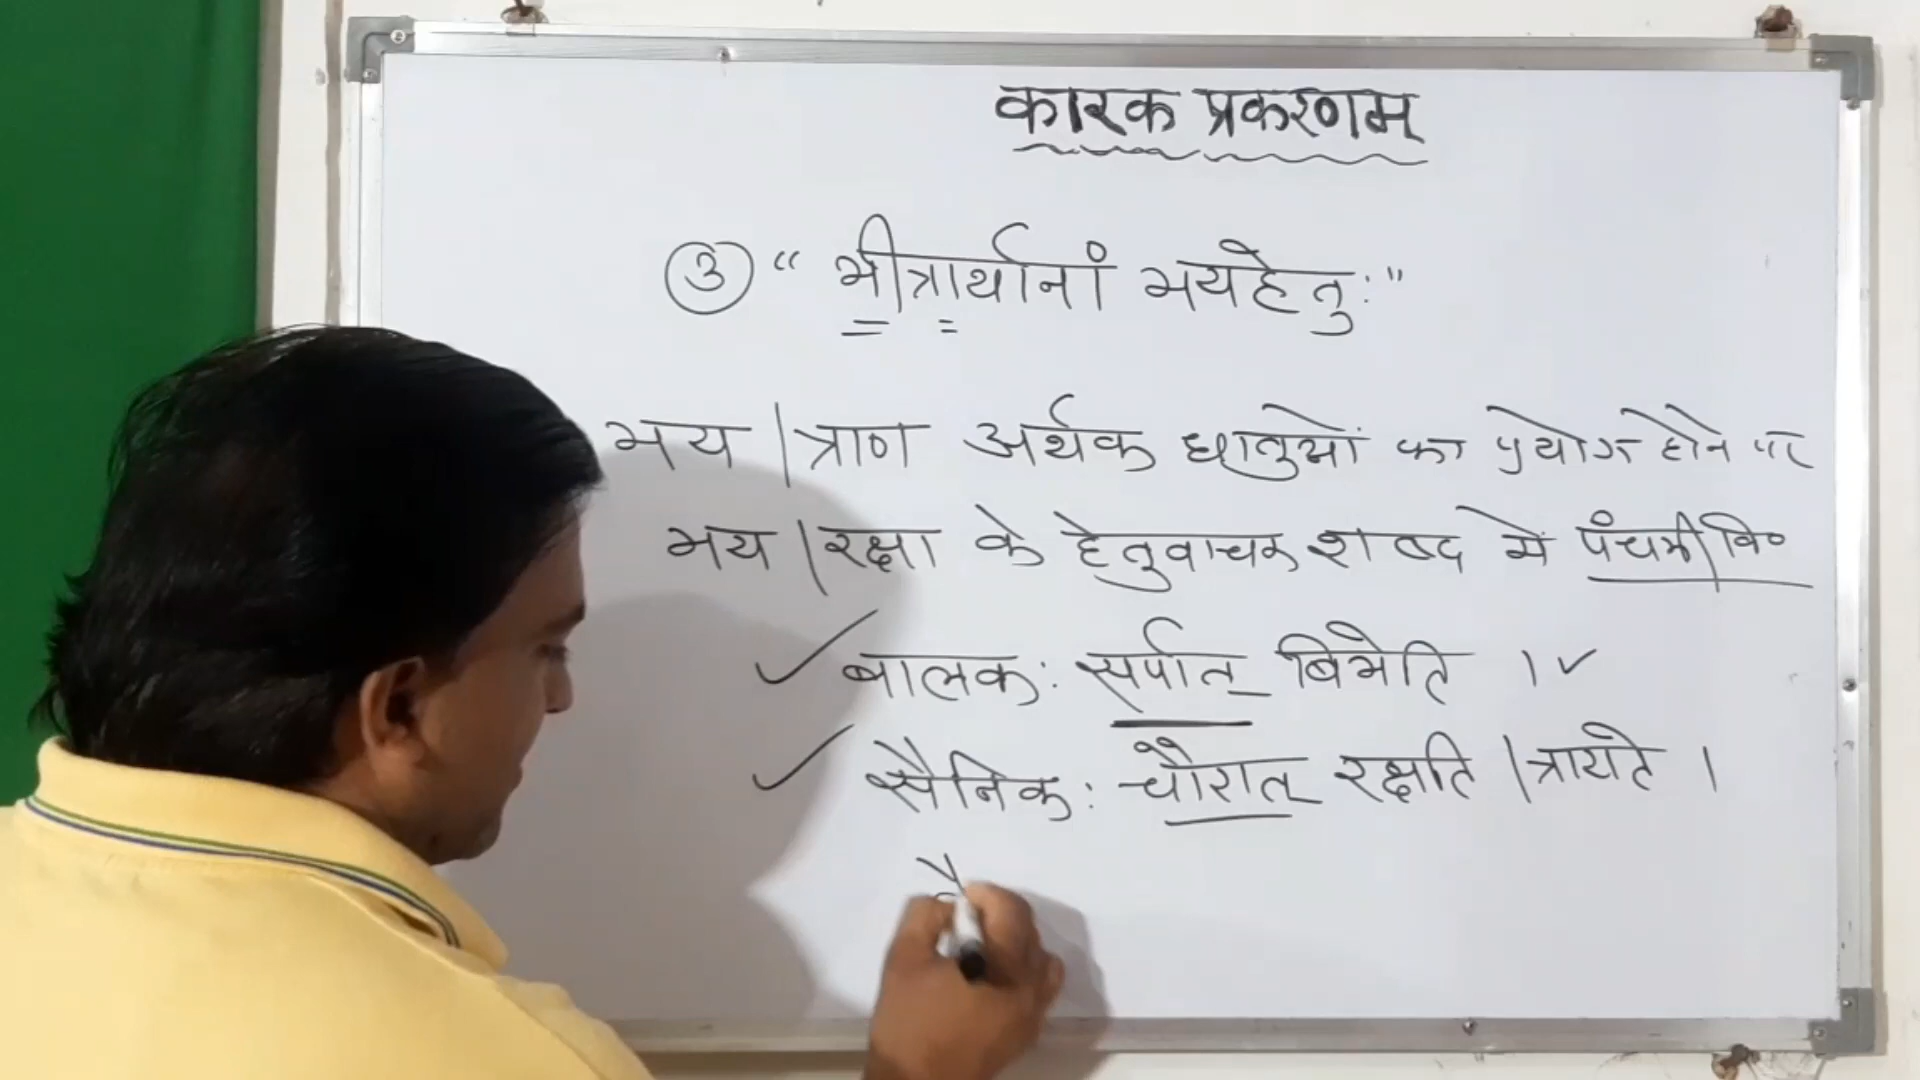 कारक प्रकरणम्
③ “ भीत्रार्थानां भयहेतुः ”
भय | त्राण अर्थक धातुओं का प्रयोग होने पर
भय | रक्षा के हेतुवाचक शब्द में पंचमी वि०
बालकः सर्पात् बिभेति ।
सैनिकः चौरात् रक्षति | त्रायते ।